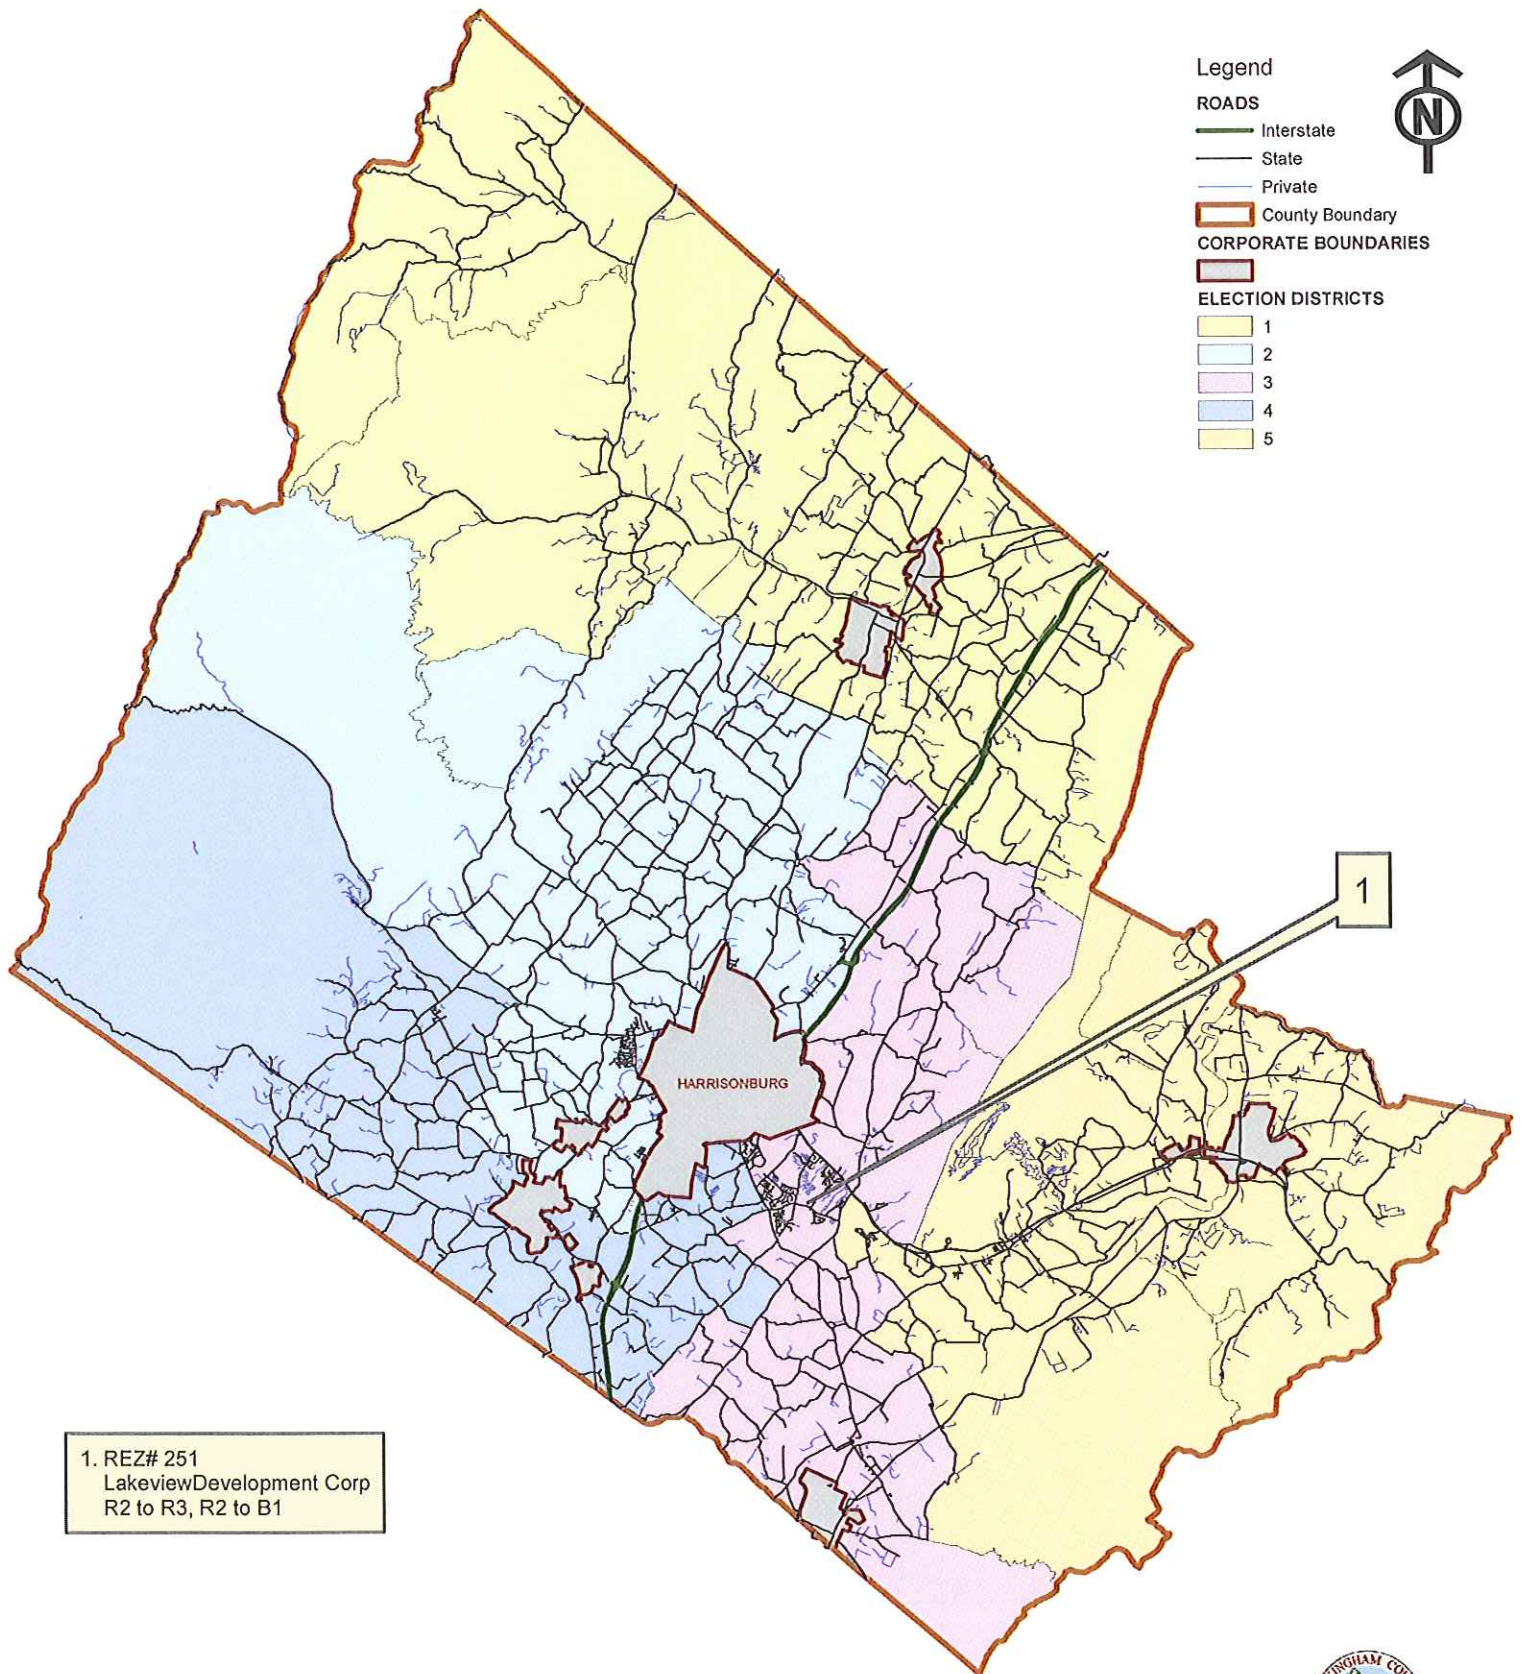 Legend
N
ROADS
Interstate
State
Private
County Boundary
CORPORATE BOUNDARIES
ELECTION DISTRICTS
1
2
3
4
5
1
HARRISONBURG
1. REZ# 251
LakeviewDevelopment Corp
R2 to R3, R2 to B1